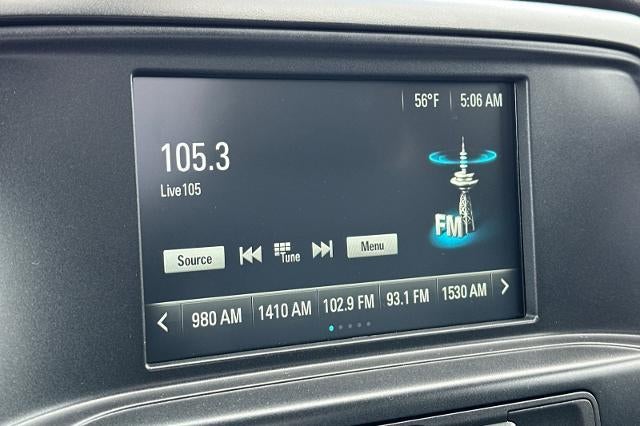 56°F 5:06 AM
105.3
Live105
FM
Source Tune Menu
980 AM 1410 AM 102.9 FM 93.1 FM 1530 AM